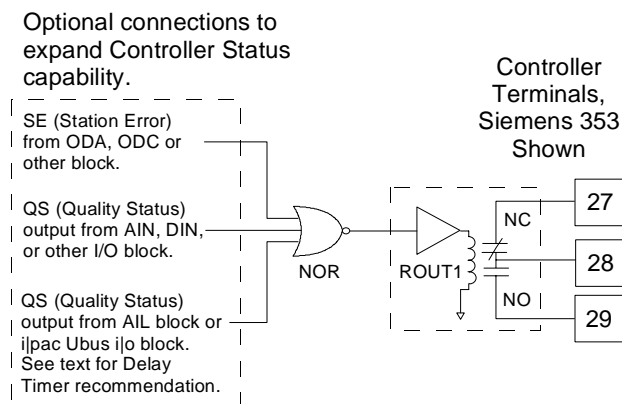 Optional connections to
expand Controller Status
capability.
SE (Station Error)
from ODA, ODC or
other block.
QS (Quality Status)
output from AIN, DIN,
or other I/O block.
QS (Quality Status)
output from AIL block or
i|pac Ubus i|o block.
See text for Delay
Timer recommendation.
NOR
ROUT1
NC
NO
Controller
Terminals,
Siemens 353
Shown
27
28
29